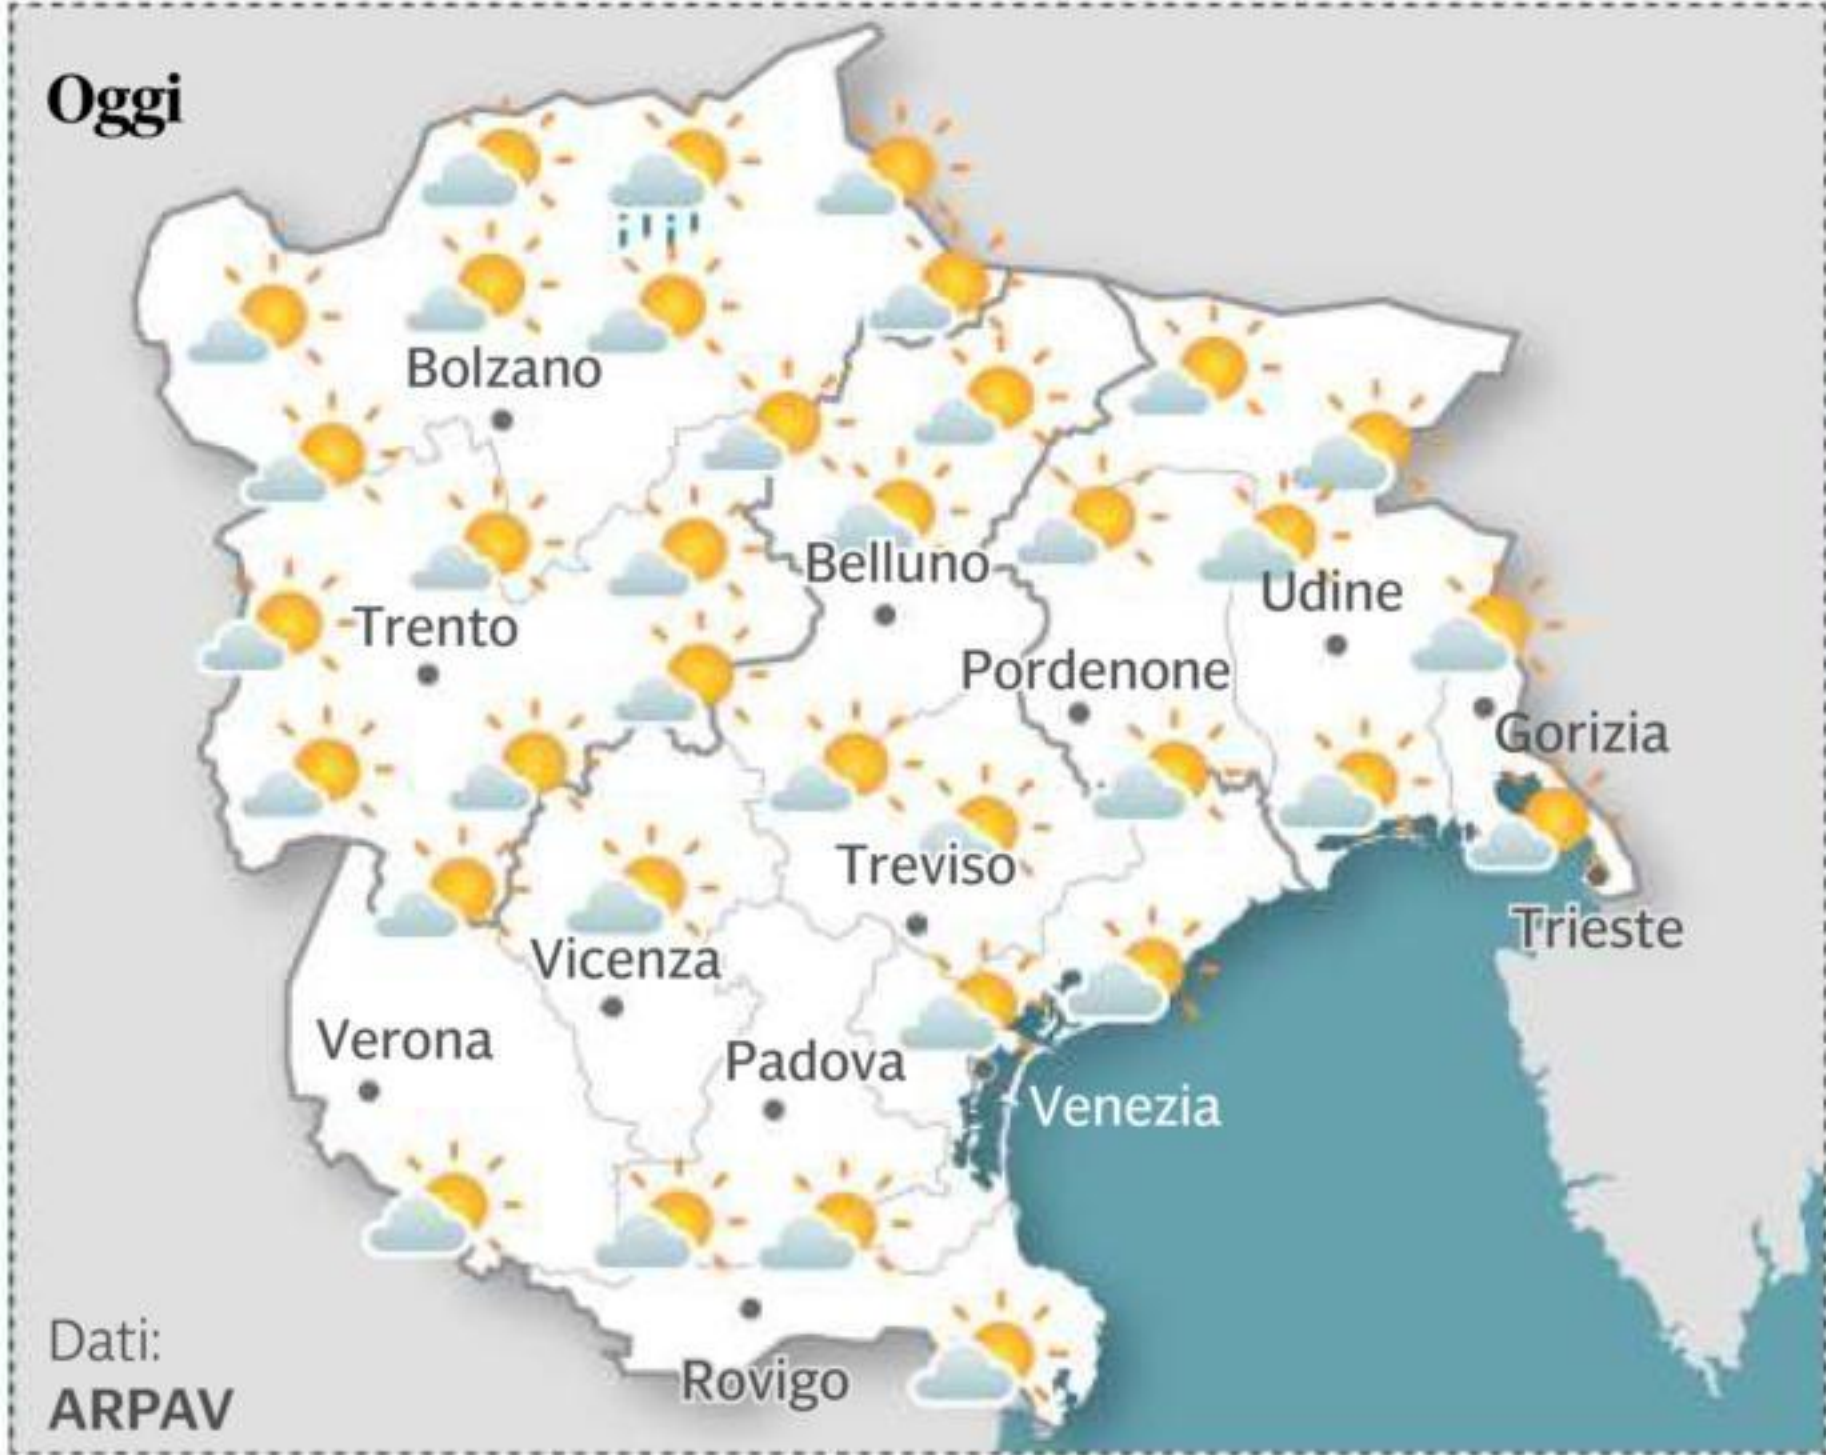 Oggi
Bolzano
Belluno
Udine
Trento
Pordenone
Gorizia
Treviso
Trieste
Vicenza
Verona
Padova
Venezia
Dati:
ARPAV
Rovigo